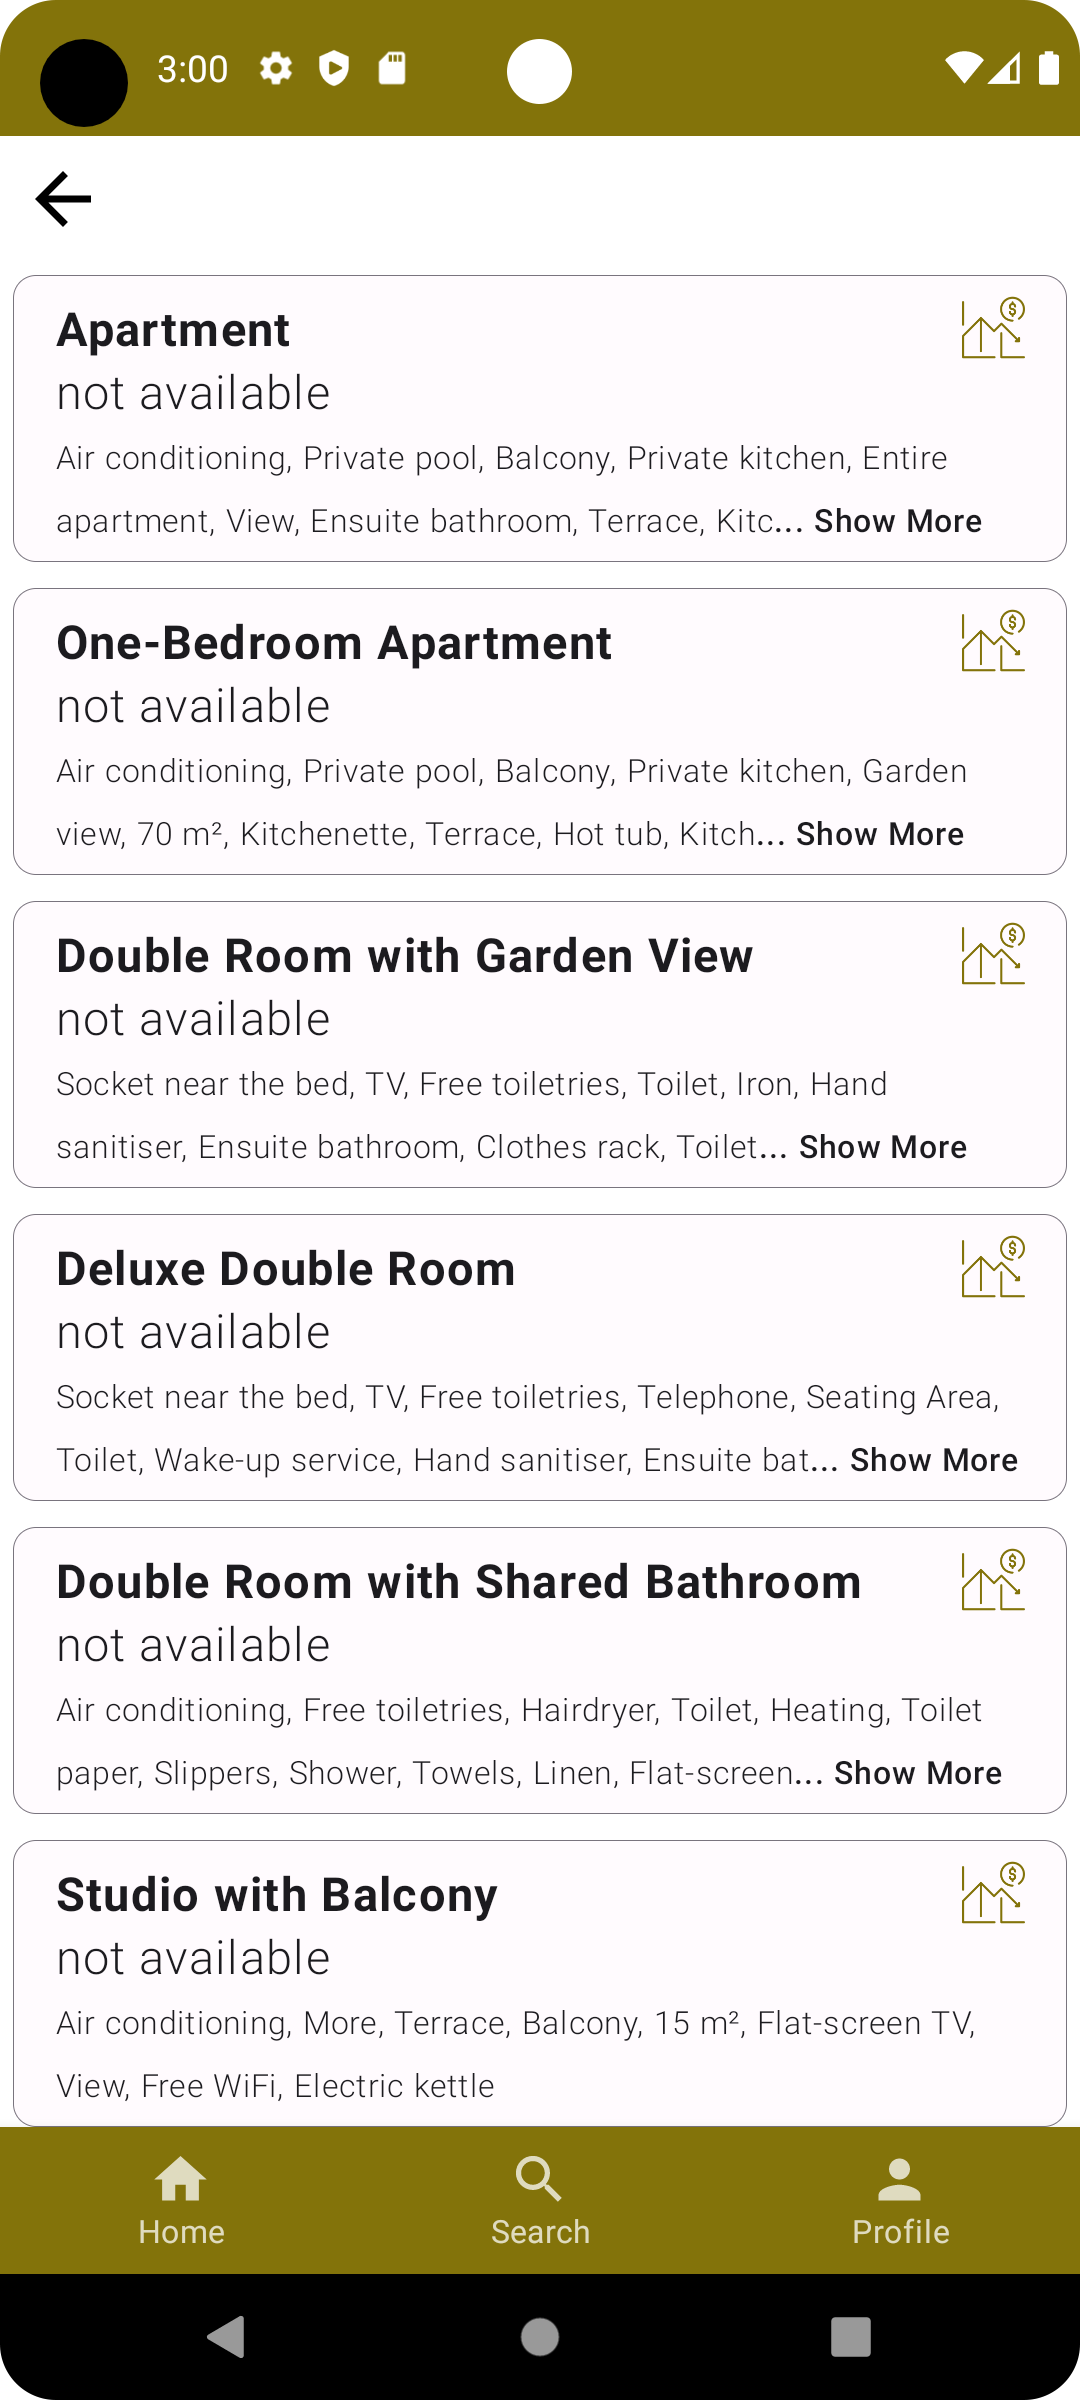 3:00
Apartment
not available
Air conditioning, Private pool, Balcony, Private kitchen, Entire
apartment, View, Ensuite bathroom, Terrace, Kitc... Show More
One-Bedroom Apartment
not available
Air conditioning, Private pool, Balcony, Private kitchen, Garden
view, 70 m², Kitchenette, Terrace, Hot tub, Kitch... Show More
Double Room with Garden View
not available
Socket near the bed, TV, Free toiletries, Toilet, Iron, Hand
sanitiser, Ensuite bathroom, Clothes rack, Toilet... Show More
Deluxe Double Room
not available
Socket near the bed, TV, Free toiletries, Telephone, Seating Area,
Toilet, Wake-up service, Hand sanitiser, Ensuite bat... Show More
Double Room with Shared Bathroom
not available
Air conditioning, Free toiletries, Hairdryer, Toilet, Heating, Toilet
paper, Slippers, Shower, Towels, Linen, Flat-screen... Show More
Studio with Balcony
not available
Air conditioning, More, Terrace, Balcony, 15 m², Flat-screen TV,
View, Free WiFi, Electric kettle
Home Search Profile